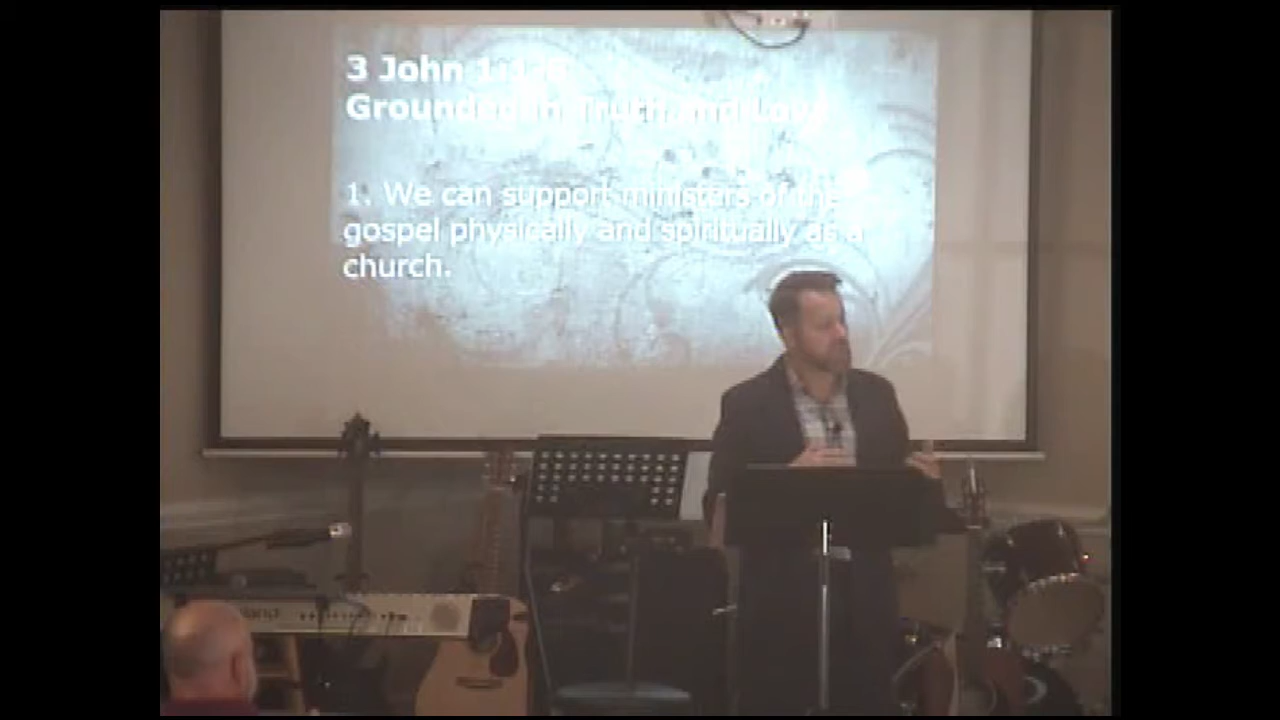 3 John 1:1-8
Grounded in Truth and Love
1. We can support ministers of the
gospel physically and spiritually as a
church.